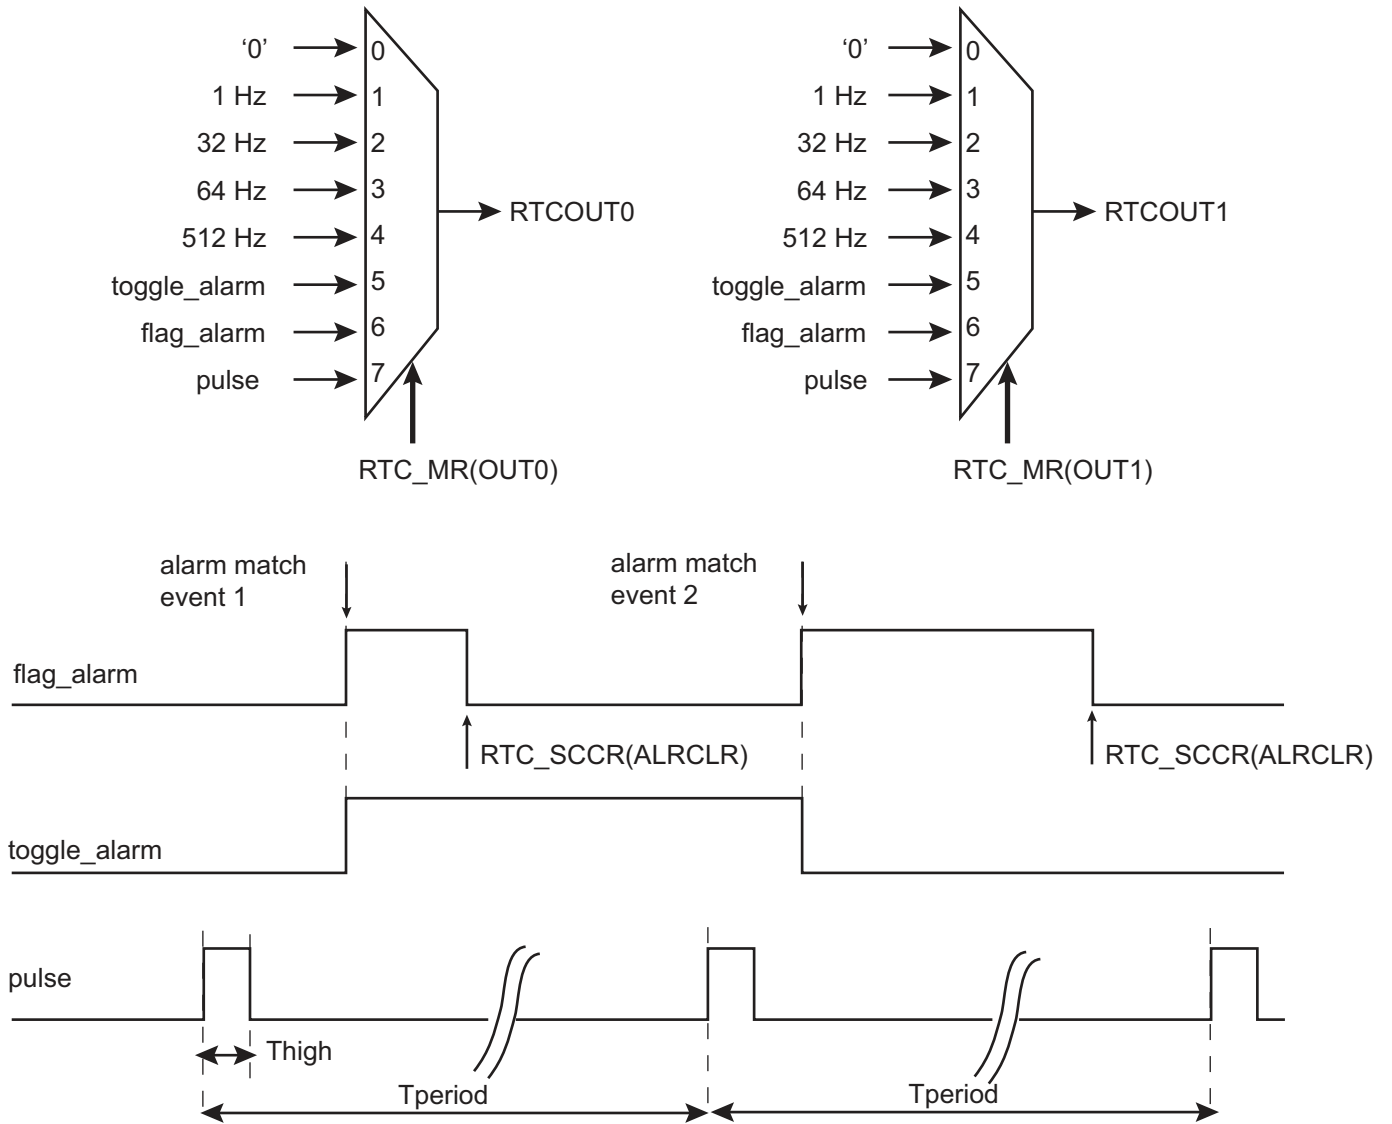 ‘0’
0
1 Hz
1
32 Hz
2
64 Hz
3
512 Hz
4
toggle_alarm
5
flag_alarm
6
pulse
7
RTCOUT0
RTC_MR(OUT0)
‘0’
0
1 Hz
1
32 Hz
2
64 Hz
3
512 Hz
4
toggle_alarm
5
flag_alarm
6
pulse
7
RTCOUT1
RTC_MR(OUT1)
alarm match
event 1
alarm match
event 2
flag_alarm
RTC_SCCR(ALRCLR)
RTC_SCCR(ALRCLR)
toggle_alarm
pulse
Thigh
Tperiod
Tperiod